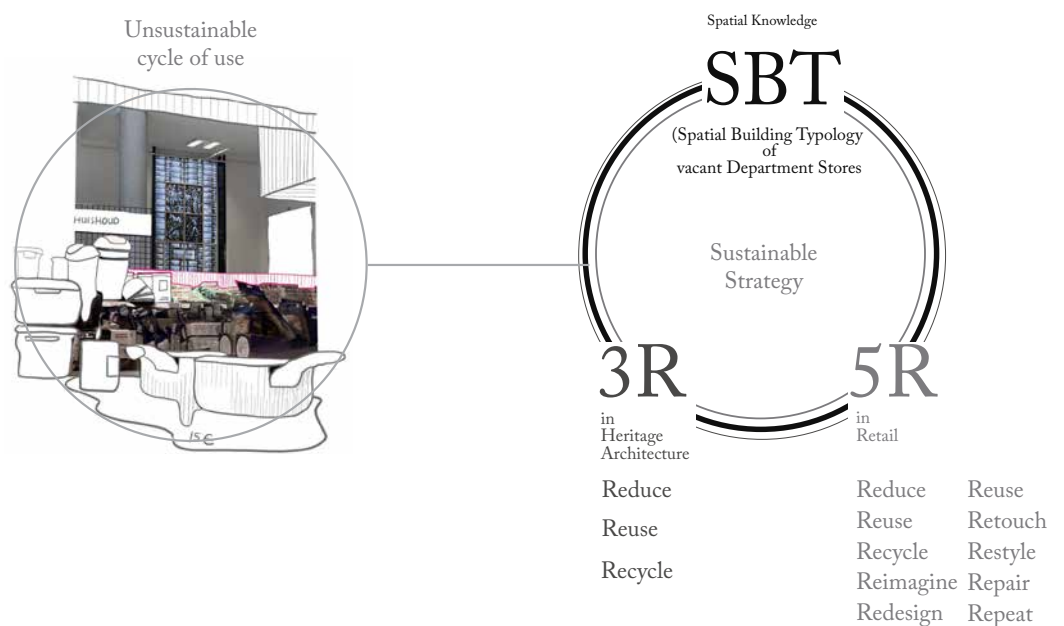 Unsustainable
cycle of use
HUISHOUD
15€
Spatial Knowledge
SBT
(Spatial Building Typology
of
vacant Department Stores
Sustainable
Strategy
3R
in
Heritage
Architecture
Reduce
Reuse
Recycle
5R
in
Retail
Reduce Reuse
Reuse Retouch
Recycle Restyle
Reimagine Repair
Redesign Repeat